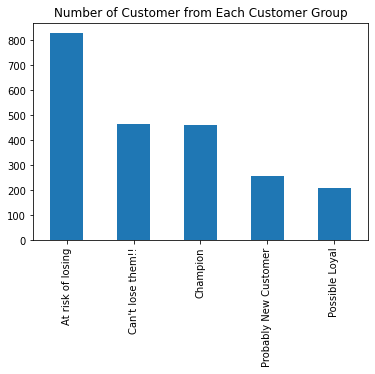 Number of Customer from Each Customer Group
800
700
600
500
400
300
200
100
0
At risk of losing
Can't lose them!!
Champion
Probably New Customer
Possible Loyal